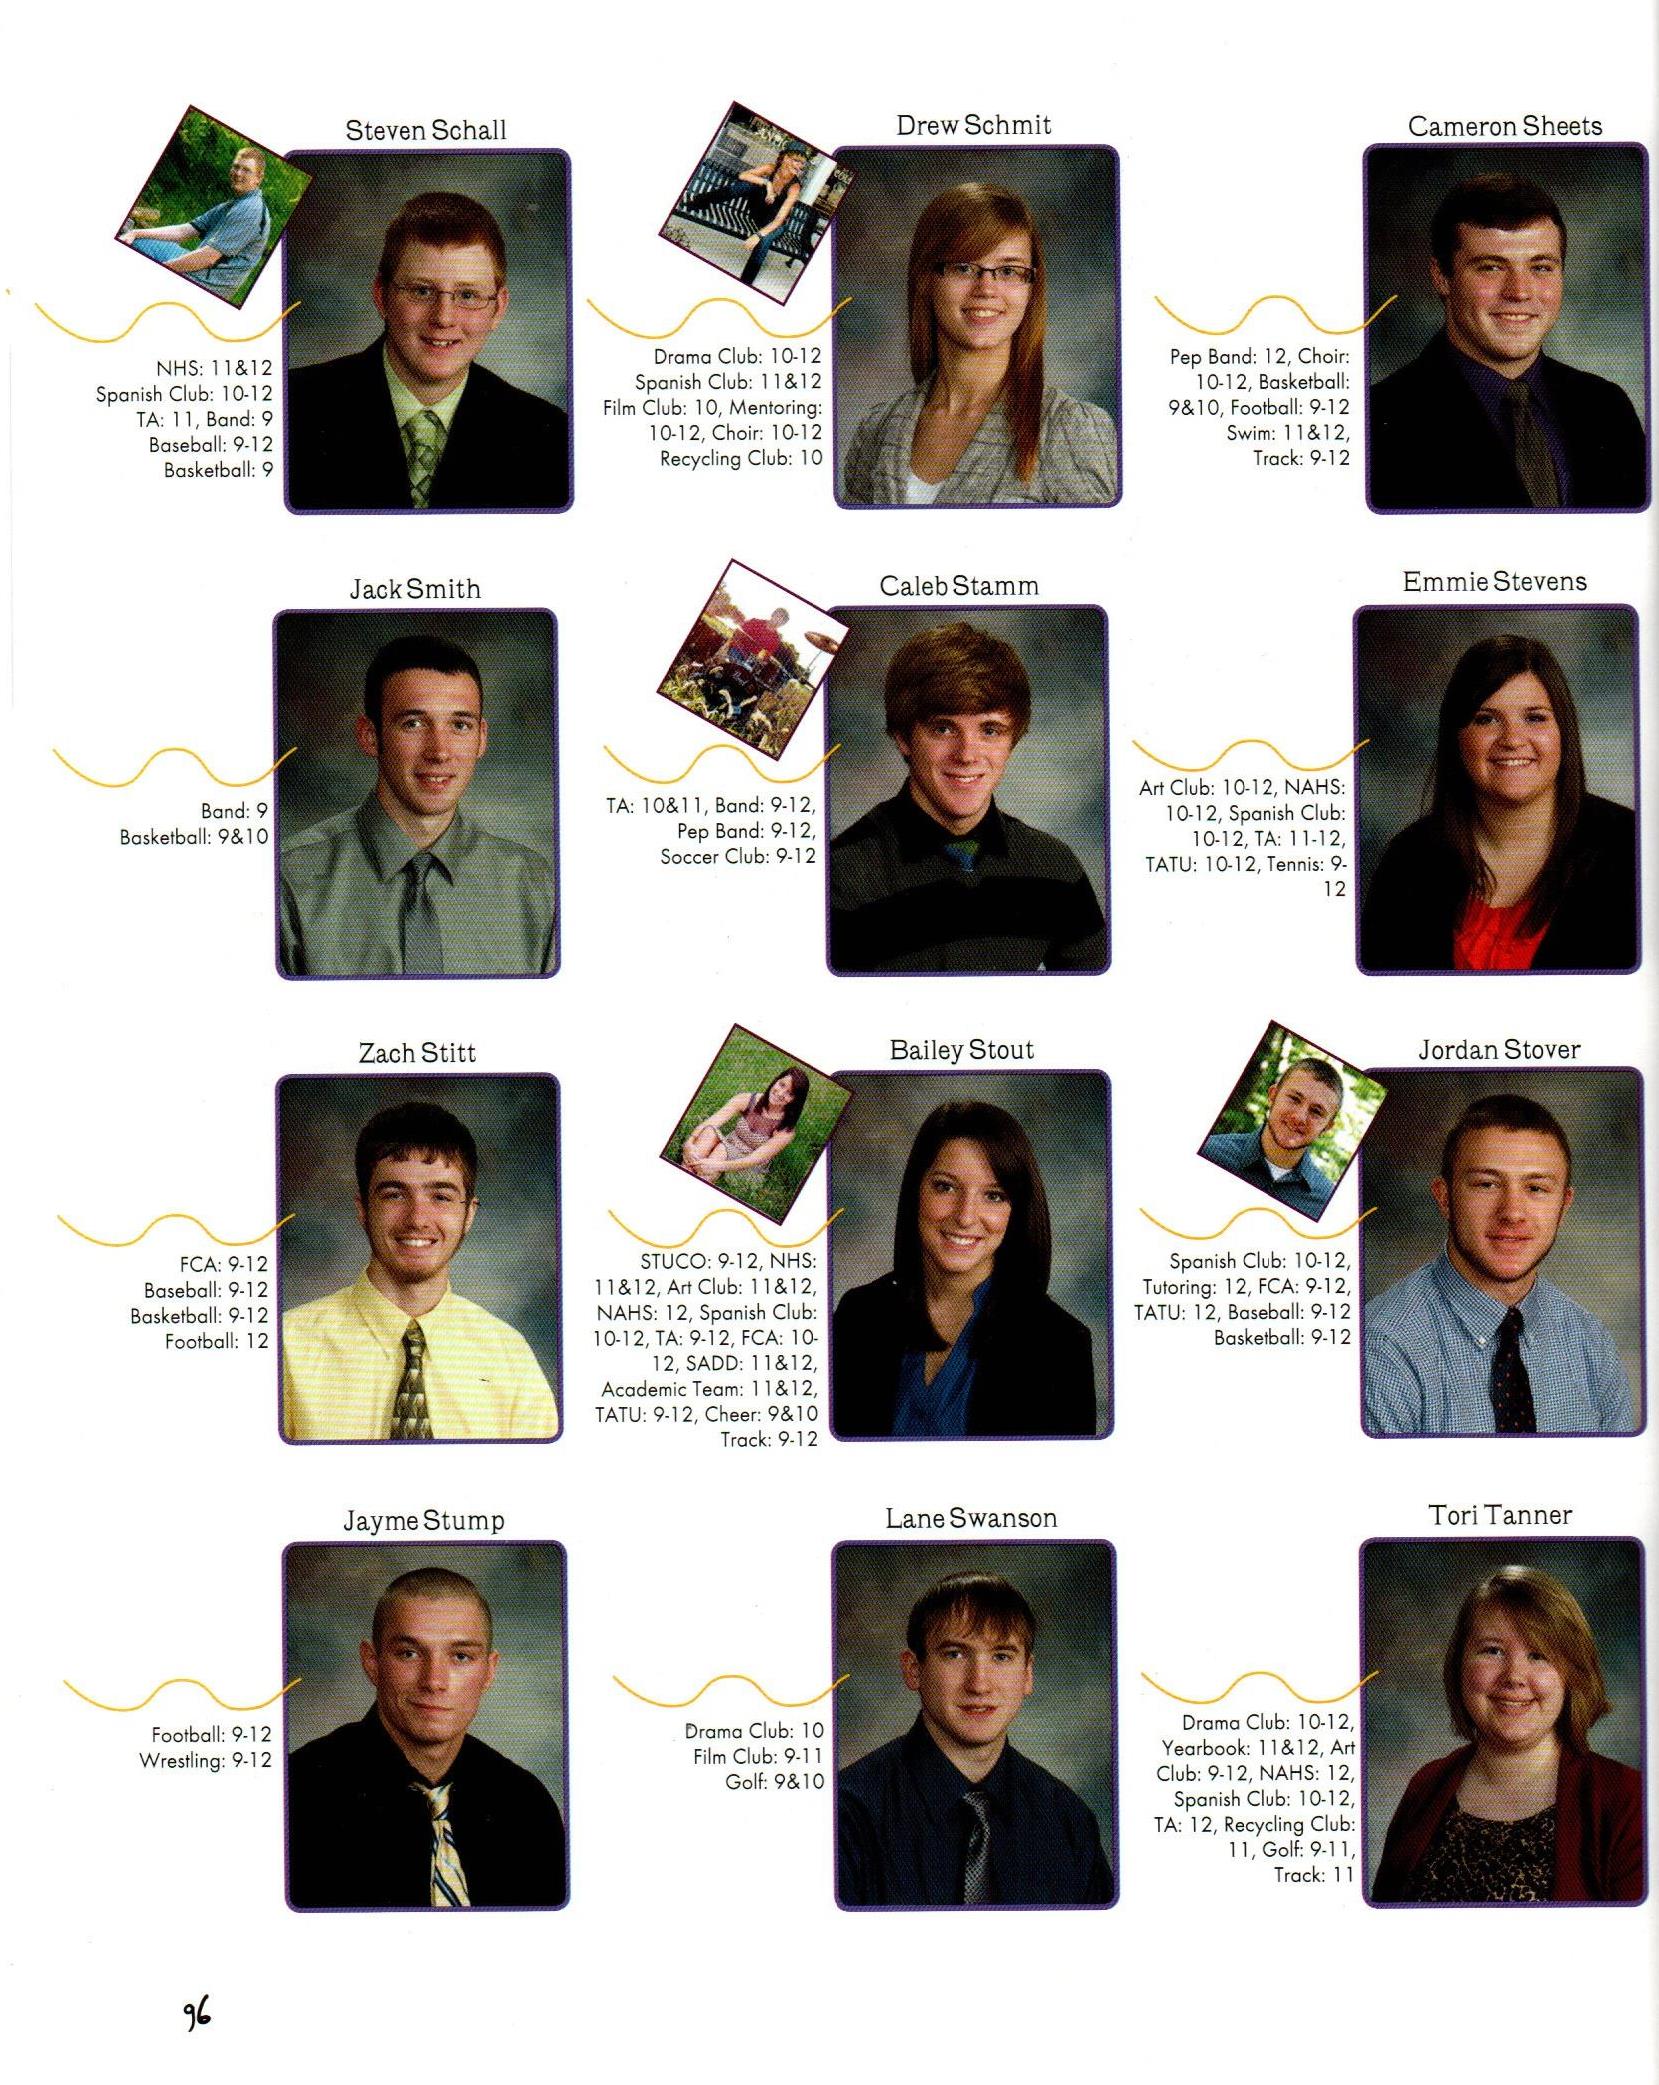 Steven Schall
NHS: 11&12
Spanish Club: 10-12
TA: 11, Band: 9
Baseball: 9-12
Basketball: 9
Drew Schmit
Drama Club: 10-12
Spanish Club: 11&12
Film Club: 10, Mentoring:
10-12, Choir: 10-12
Recycling Club: 10
Cameron Sheets
Pep Band: 12, Choir:
10-12, Basketball:
9&10, Football: 9-12
Swim: 11&12,
Track: 9-12
Jack Smith
Band: 9
Basketball: 9&10
Caleb Stamm
TA: 10&11, Band: 9-12,
Pep Band: 9-12,
Soccer Club: 9-12
Emmie Stevens
Art Club: 10-12, NAHS:
10-12, Spanish Club:
10-12, TA: 11-12,
TATU: 10-12, Tennis: 9-
12
Zach Stitt
FCA: 9-12
Baseball: 9-12
Basketball: 9-12
Football: 12
Bailey Stout
STUCO: 9-12, NHS:
11&12, Art Club: 11&12,
NAHS: 12, Spanish Club:
10-12, TA: 9-12, FCA: 10-
12, SADD: 11&12,
Academic Team: 11&12,
TATU: 9-12, Cheer: 9&10
Track: 9-12
Jordan Stover
Spanish Club: 10-12,
Tutoring: 12, FCA: 9-12,
TATU: 12, Baseball: 9-12
Basketball: 9-12
Jayme Stump
Football: 9-12
Wrestling: 9-12
Lane Swanson
Drama Club: 10
Film Club: 9-11
Golf: 9&10
Tori Tanner
Drama Club: 10-12,
Yearbook: 11&12, Art
Club: 9-12, NAHS: 12,
Spanish Club: 10-12,
TA: 12, Recycling Club:
11, Golf: 9-11,
Track: 11
96